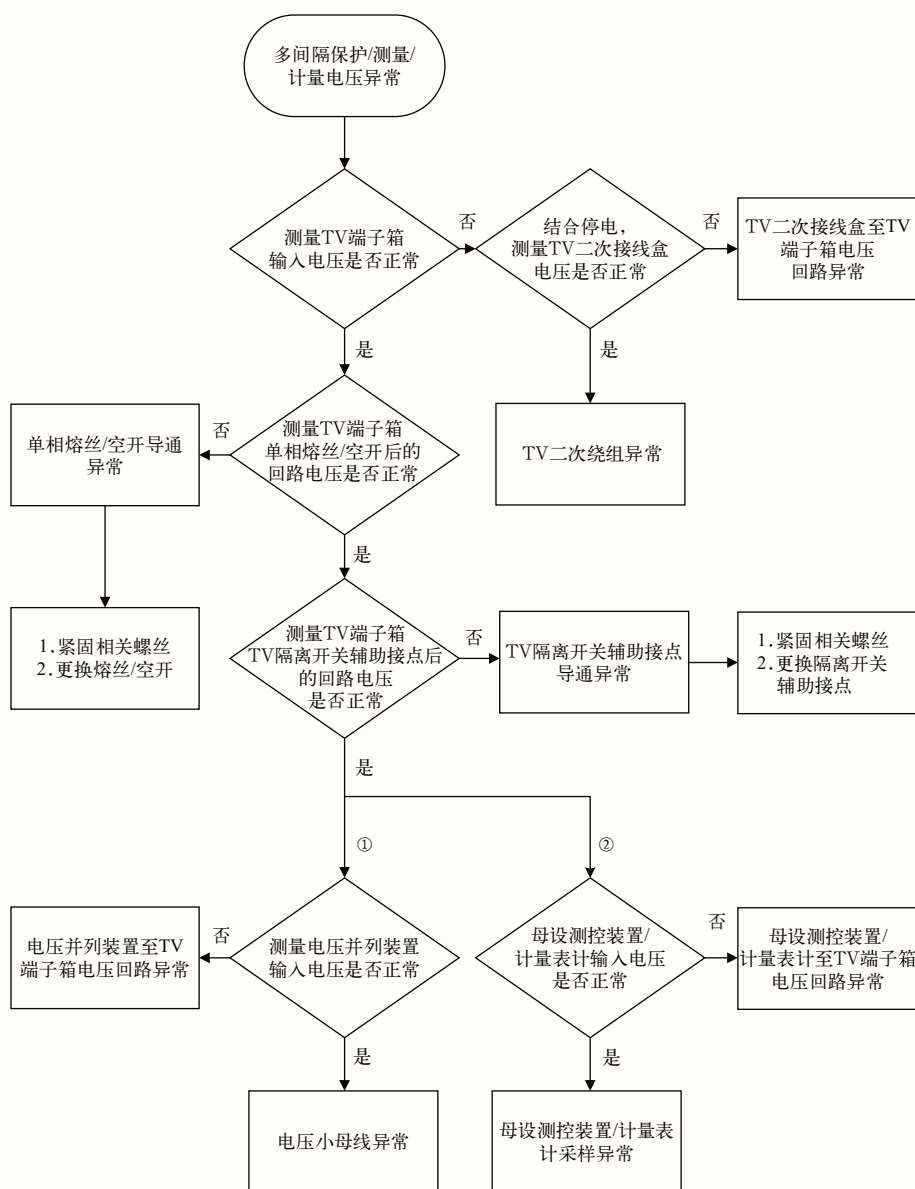 多间隔保护/测量/
计量电压异常
测量TV端子箱
输入电压是否正常
否
结合停电，
测量TV二次接线盒
电压是否正常
否
TV二次接线盒至TV
端子箱电压
回路异常
是
是
单相熔丝/空开导通
异常
否
测量TV端子箱
单相熔丝/空开后的
回路电压是否正常
TV二次绕组异常
是
1.紧固相关螺丝
2.更换熔丝/空开
测量TV端子箱
TV隔离开关辅助接点后
的回路电压
是否正常
否
TV隔离开关辅助接点
导通异常
1.紧固相关螺丝
2.更换隔离开关
辅助接点
是
①
②
电压并列装置至TV
端子箱电压回路异常
否
测量电压并列装置
输入电压是否正常
母设测控装置/
计量表计输入电压
是否正常
否
母设测控装置/
计量表计至TV端子箱
电压回路异常
是
是
电压小母线异常
母设测控装置/计量表
计采样异常